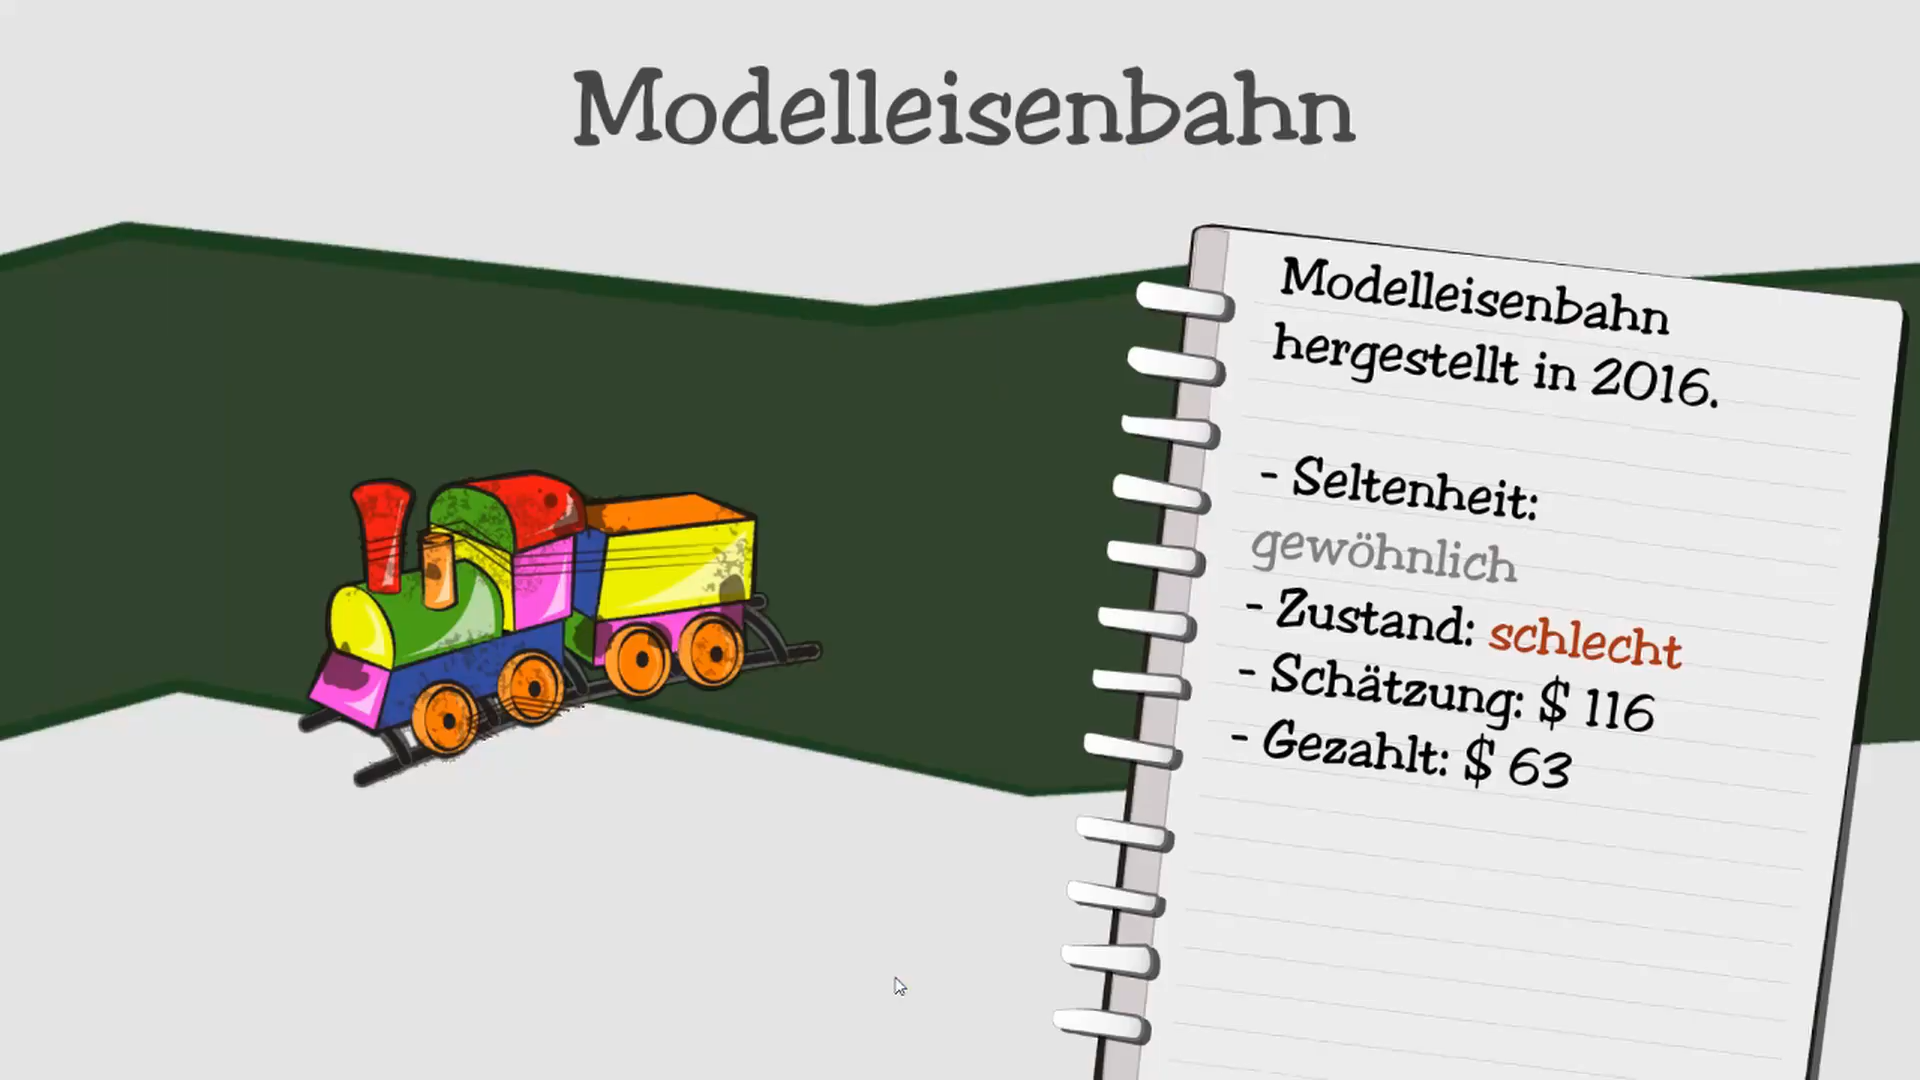 Modelleisenbahn
Modelleisenbahn
hergestellt in 2016.
- Seltenheit:
gewöhnlich
- Zustand: schlecht
- Schätzung: $ 116
- Gezahlt: $ 63